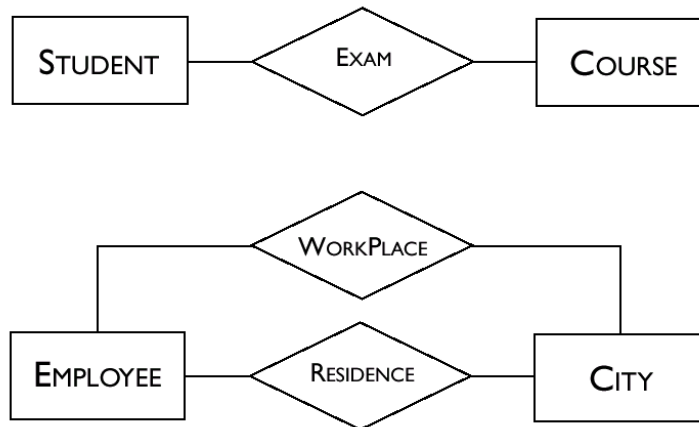 STUDENT
EXAM
COURSE
WORKPLACE
EMPLOYEE
RESIDENCE
CITY